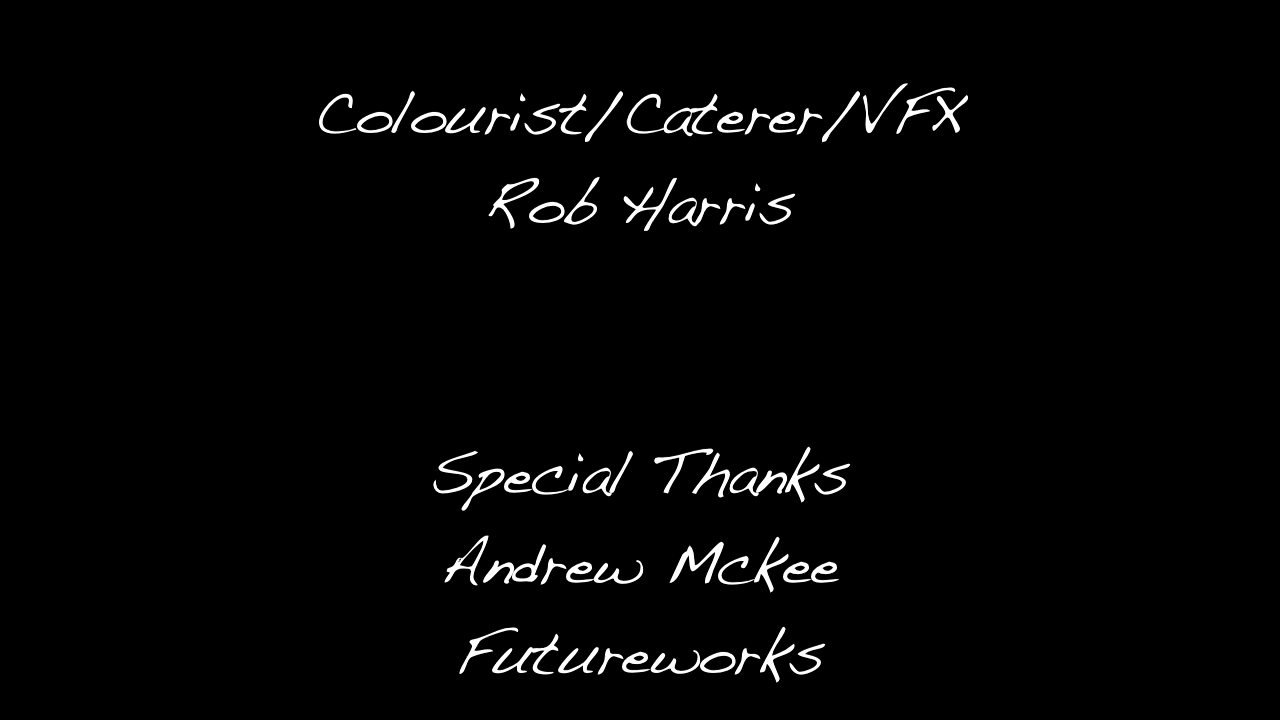 Colourist/Caterer/VFX
Rob Harris
Special Thanks
Andrew Mckee
Futureworks